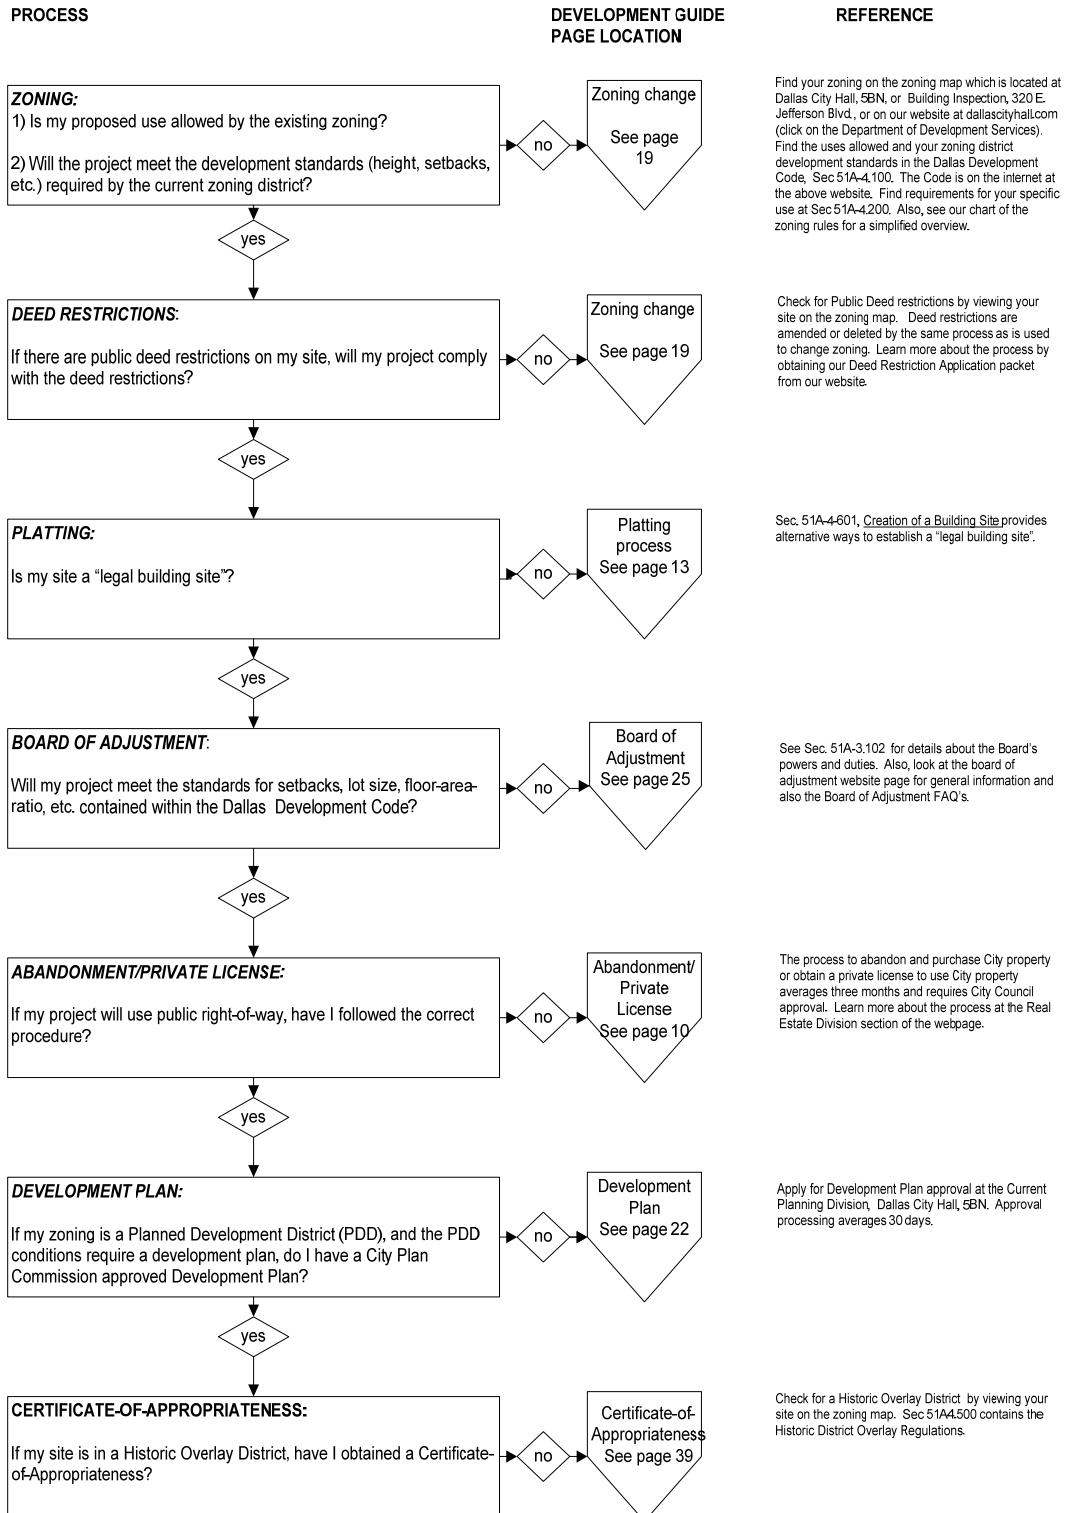 PROCESS
DEVELOPMENT GUIDE
PAGE LOCATION
REFERENCE
ZONING:
1) Is my proposed use allowed by the existing zoning?
2) Will the project meet the development standards (height, setbacks,
etc.) required by the current zoning district?
no
Zoning change
See page
19
Find your zoning on the zoning map which is located at
Dallas City Hall, 5BN, or Building Inspection, 320 E.
Jefferson Blvd., or on our website at dallascityhall.com
(click on the Department of Development Services).
Find the uses allowed and your zoning district
development standards in the Dallas Development
Code, Sec 51A-4.100. The Code is on the internet at
the above website. Find requirements for your specific
use at Sec 51A-4.200. Also, see our chart of the
zoning rules for a simplified overview.
yes
DEED RESTRICTIONS:
If there are public deed restrictions on my site, will my project comply
with the deed restrictions?
no
Zoning change
See page 19
Check for Public Deed restrictions by viewing your
site on the zoning map. Deed restrictions are
amended or deleted by the same process as is used
to change zoning. Learn more about the process by
obtaining our Deed Restriction Application packet
from our website.
yes
PLATTING:
Is my site a “legal building site”?
no
Platting
process
See page 13
Sec. 51A-4-601, Creation of a Building Site provides
alternative ways to establish a “legal building site”.
yes
BOARD OF ADJUSTMENT:
Will my project meet the standards for setbacks, lot size, floor-area-
ratio, etc. contained within the Dallas Development Code?
no
Board of
Adjustment
See page 25
See Sec. 51A-3.102 for details about the Board's
powers and duties. Also, look at the board of
adjustment website page for general information and
also the Board of Adjustment FAQ's.
yes
ABANDONMENT/PRIVATE LICENSE:
If my project will use public right-of-way, have I followed the correct
procedure?
no
Abandonment/
Private
License
See page 10
The process to abandon and purchase City property
or obtain a private license to use City property
averages three months and requires City Council
approval. Learn more about the process at the Real
Estate Division section of the webpage.
yes
DEVELOPMENT PLAN:
If my zoning is a Planned Development District (PDD), and the PDD
conditions require a development plan, do I have a City Plan
Commission approved Development Plan?
no
Development
Plan
See page 22
Apply for Development Plan approval at the Current
Planning Division, Dallas City Hall, 5BN. Approval
processing averages 30 days.
yes
CERTIFICATE-OF-APPROPRIATENESS:
If my site is in a Historic Overlay District, have I obtained a Certificate-
of-Appropriateness?
no
Certificate-of-
Appropriateness
See page 39
Check for a Historic Overlay District by viewing your
site on the zoning map. Sec 51A4.500 contains the
Historic District Overlay Regulations.